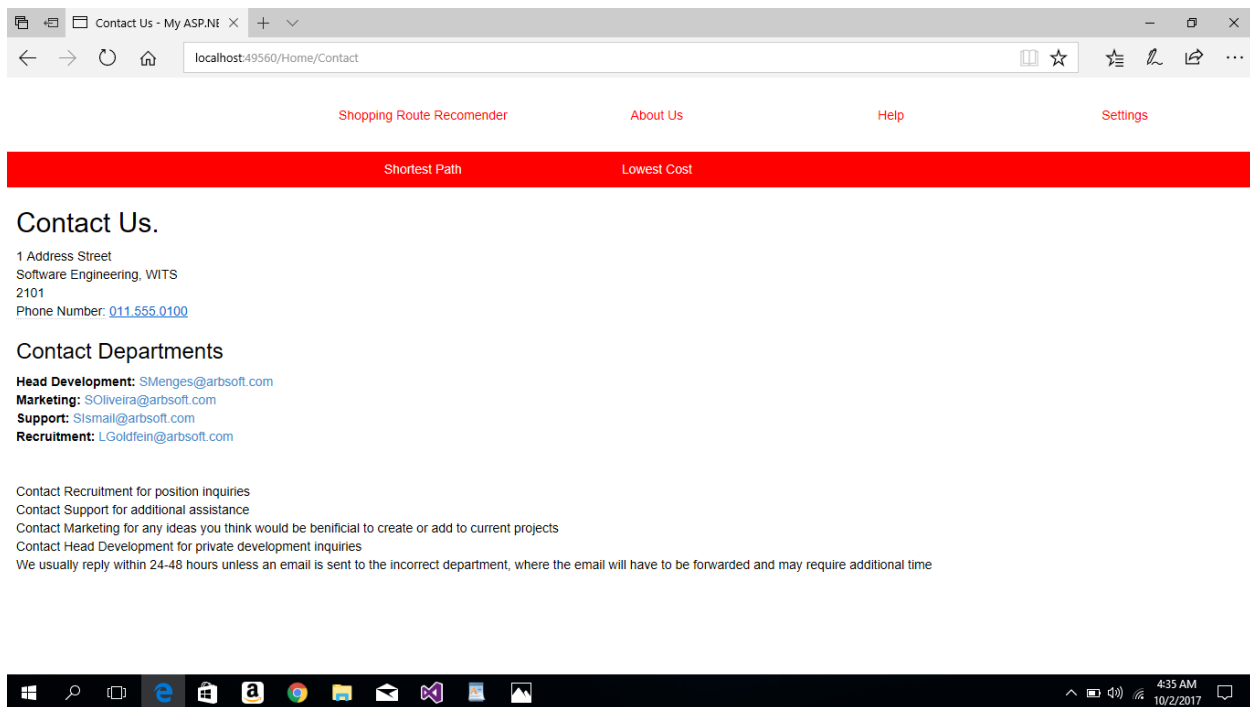 Contact Us - My ASP.NE
localhost:49560/Home/Contact
Shopping Route Recomender
About Us
Help
Settings
Shortest Path
Lowest Cost
Contact Us.
1 Address Street
Software Engineering, WITS
2101
Phone Number: 011.555.0100
Contact Departments
Head Development: SMenges@arbsoft.com
Marketing: SOliveira@arbsoft.com
Support: SIsmail@arbsoft.com
Recruitment: LGoldfein@arbsoft.com
Contact Recruitment for position inquiries
Contact Support for additional assistance
Contact Marketing for any ideas you think would be benificial to create or add to current projects
Contact Head Development for private development inquiries
We usually reply within 24-48 hours unless an email is sent to the incorrect department, where the email will have to be forwarded and may require additional time
4:35 AM
10/2/2017